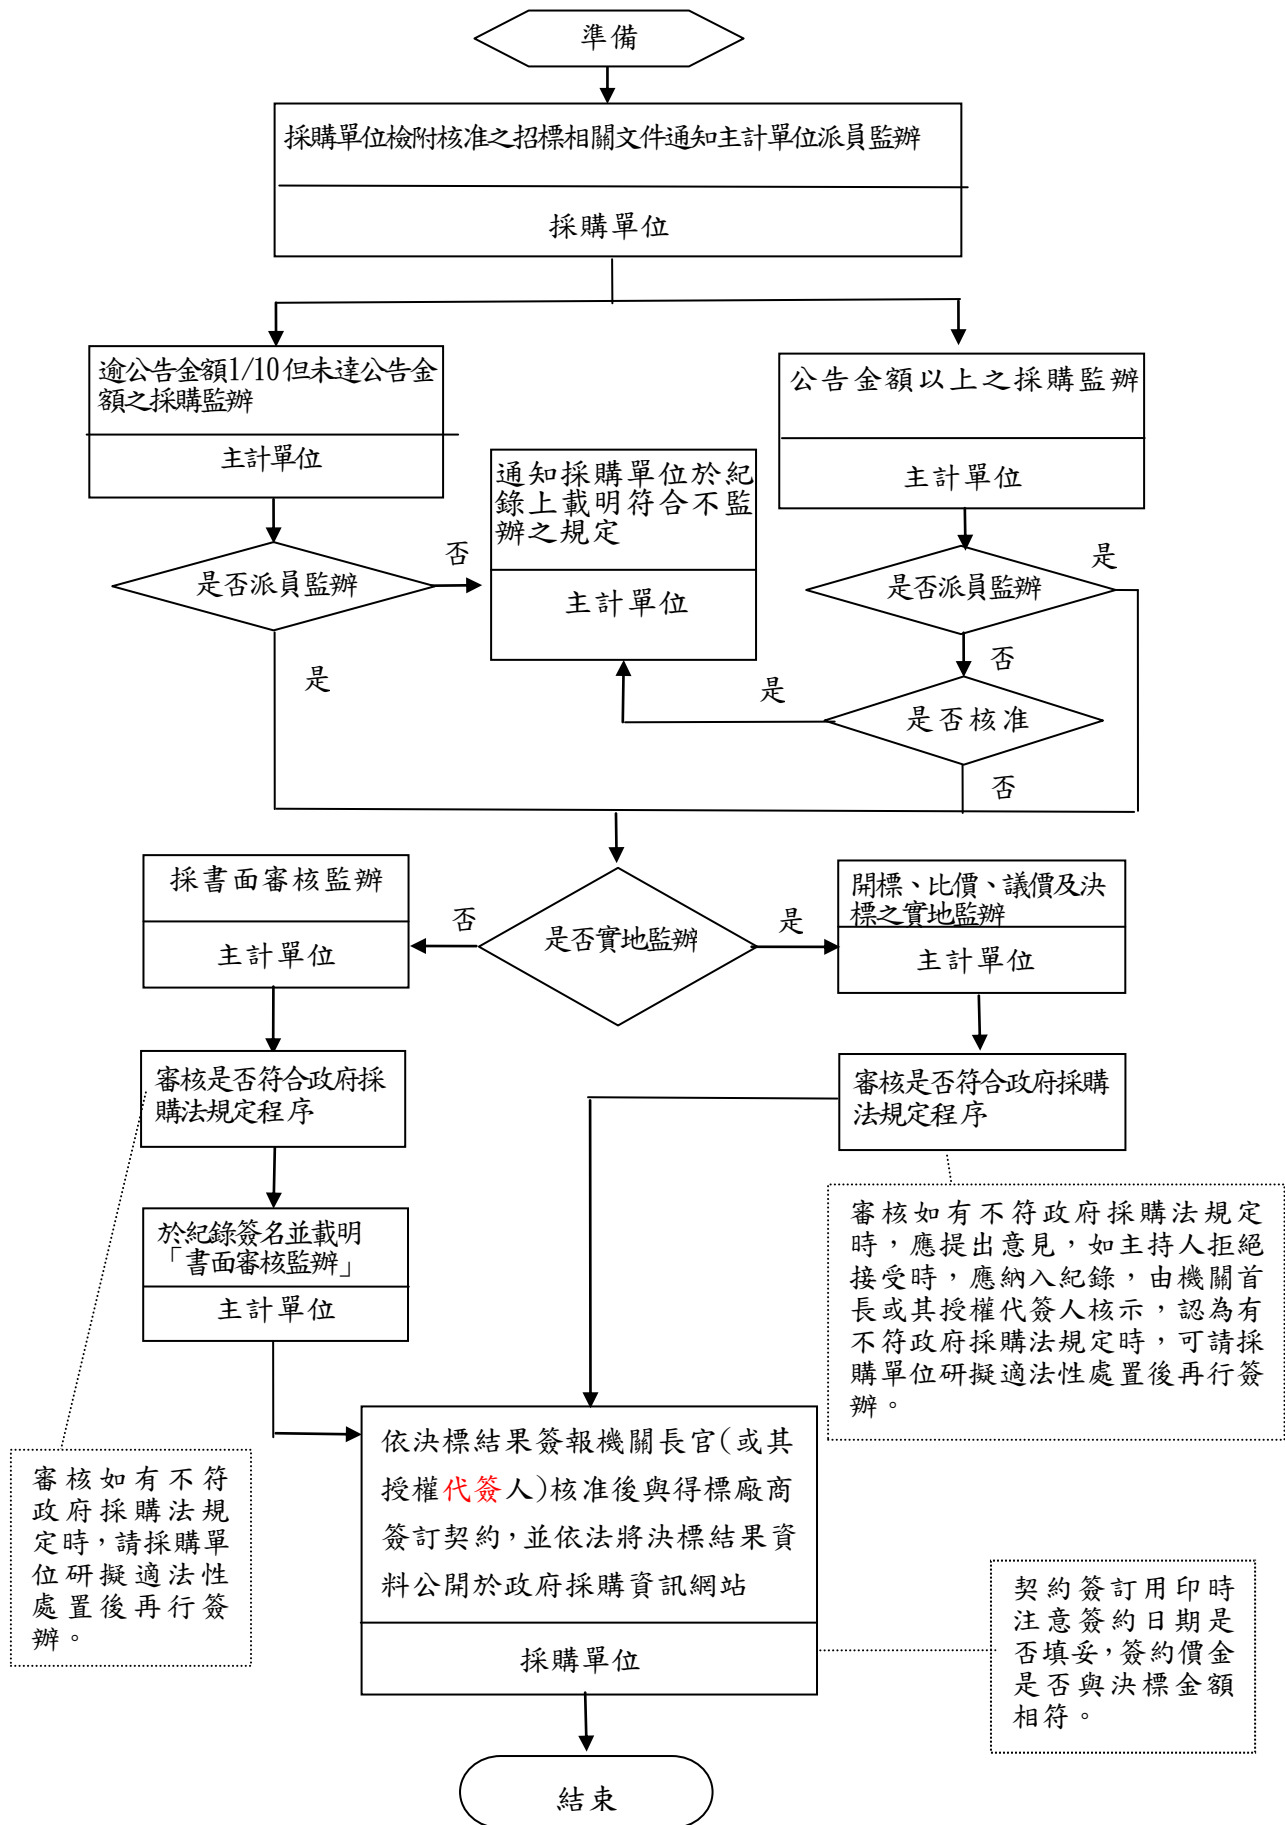 準備
採購單位檢附核准之招標相關文件通知主計單位派員監辦
採購單位
逾公告金額1/10但未達公告金
額之採購監辦
主計單位
公告金額以上之採購監辦
主計單位
通知採購單位於紀
錄上載明符合不監
辦之規定
主計單位
是否派員監辦
否
是
是否派員監辦
是
否
是否核准
是
否
是否實地監辦
否
是
採書面審核監辦
主計單位
開標、比價、議價及決
標之實地監辦
主計單位
審核是否符合政府採
購法規定程序
審核是否符合政府採購
法規定程序
於紀錄簽名並載明
「書面審核監辦」
主計單位
審核如有不符政府採購法規定
時，應提出意見，如主持人拒絕
接受時，應納入紀錄，由機關首
長或其授權代簽人核示，認為有
不符政府採購法規定時，可請採
購單位研擬適法性處置後再行簽
辦。
審核如有不符
政府採購法規
定時，請採購單
位研擬適法性
處置後再行簽
辦。
依決標結果簽報機關長官(或其
授權代簽人)核准後與得標廠商
簽訂契約，並依法將決標結果資
料公開於政府採購資訊網站
採購單位
契約簽訂用印時
注意簽約日期是
否填妥，簽約價金
是否與決標金額
相符。
結束